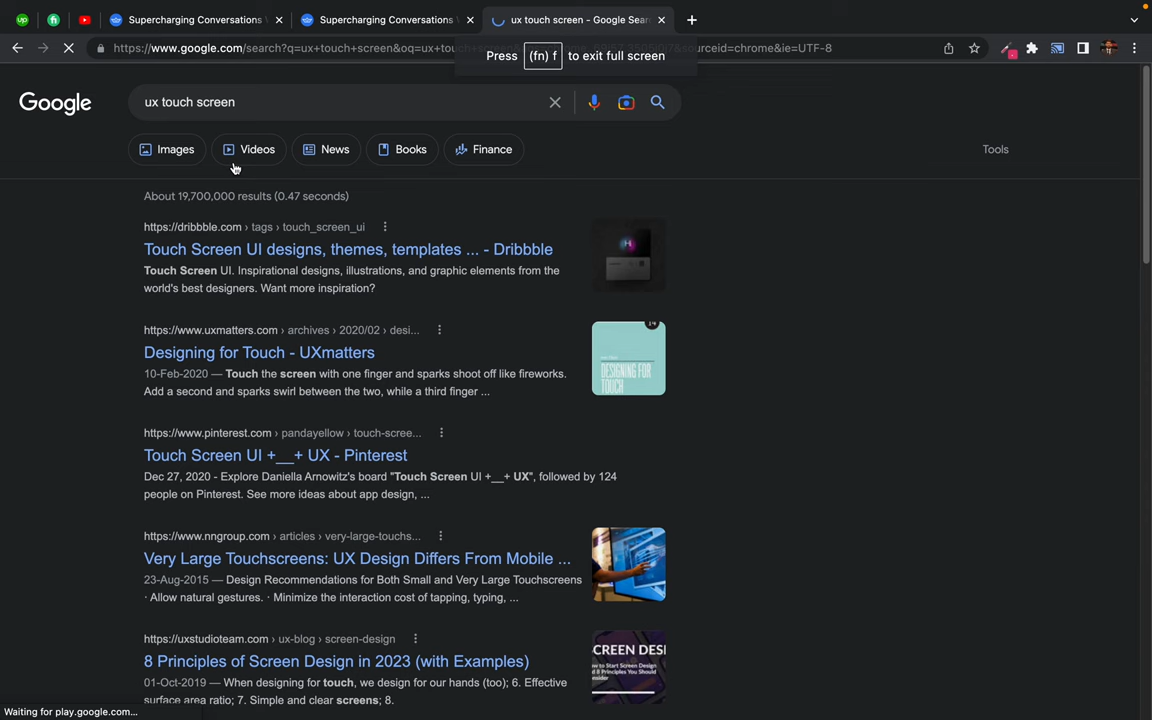 Supercharging Conversations
Supercharging Conversations
ux touch screen - Google Sear
https://www.google.com/search?q=ux+touch+screen&oq=ux+touch sourceid=chrome&ie=UTF-8
Press (fn) f to exit full screen
Google
ux touch screen
Images
Videos
News
Books
Finance
Tools
About 19,700,000 results (0.47 seconds)
https://dribbble.com › tags › touch_screen_ui
Touch Screen UI designs, themes, templates ... - Dribbble
Touch Screen UI. Inspirational designs, illustrations, and graphic elements from the
world's best designers. Want more inspiration?
https://www.uxmatters.com › archives › 2020/02 › desi...
Designing for Touch - UXmatters
10-Feb-2020 — Touch the screen with one finger and sparks shoot off like fireworks.
Add a second and sparks swirl between the two, while a third finger ...
14
DESIGNING FOR
TOUCH
https://www.pinterest.com › pandayellow › touch-scree...
Touch Screen UI +__+ UX - Pinterest
Dec 27, 2020 - Explore Daniella Arnowitz's board "Touch Screen UI +__+ UX", followed by 124
people on Pinterest. See more ideas about app design, ...
https://www.nngroup.com › articles › very-large-touchs...
Very Large Touchscreens: UX Design Differs From Mobile ...
23-Aug-2015 — Design Recommendations for Both Small and Very Large Touchscreens
· Allow natural gestures. · Minimize the interaction cost of tapping, typing, ...
https://uxstudioteam.com › ux-blog › screen-design
8 Principles of Screen Design in 2023 (with Examples)
01-Oct-2019 — When designing for touch, we design for our hands (too); 6. Effective
surface area ratio; 7. Simple and clear screens; 8.
CREEN DESI
ow to Start Screen Design
d 8 Principles You Should
Consider
Waiting for play.google.com...